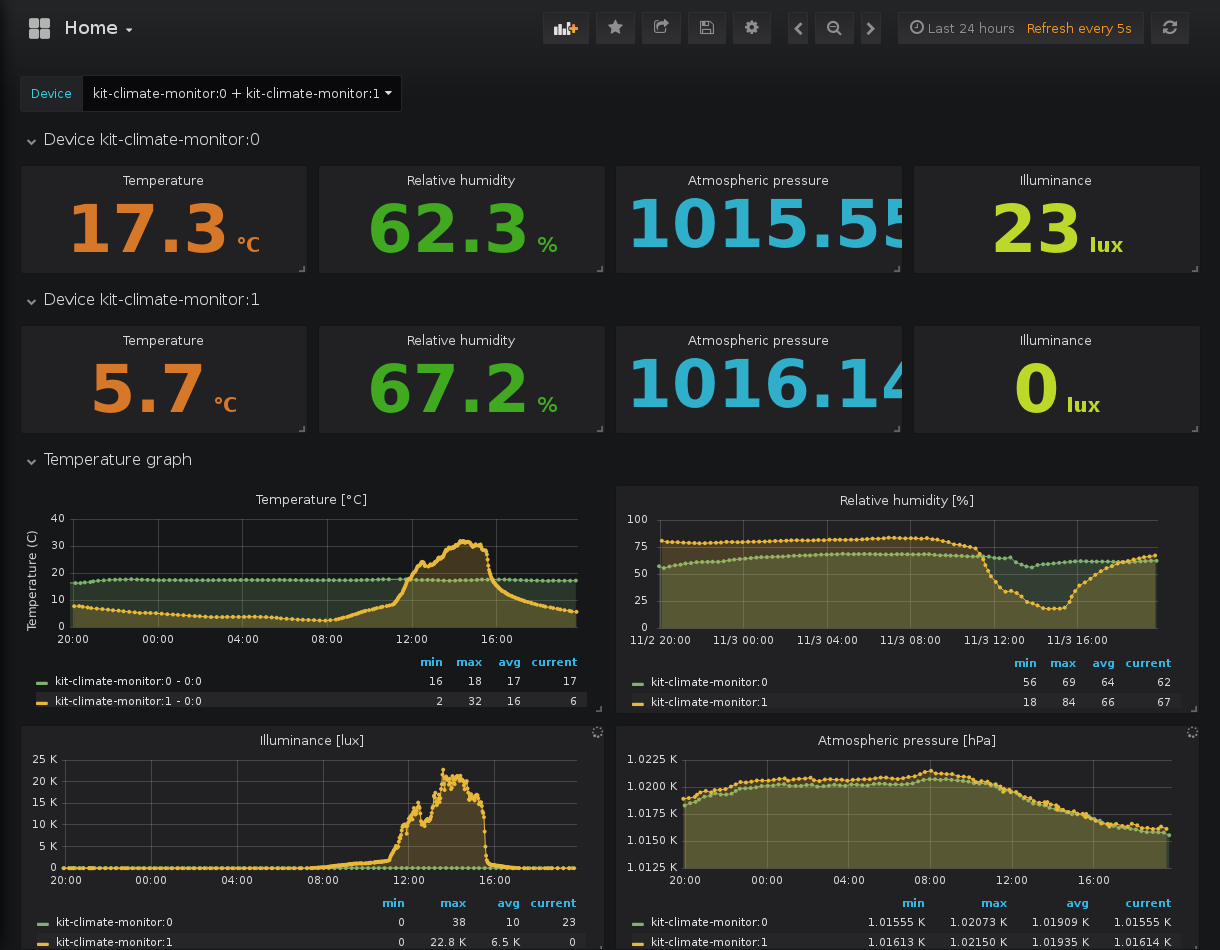 Home
Last 24 hours Refresh every 5s
Device kit-climate-monitor:0 + kit-climate-monitor:1
Device kit-climate-monitor:0
Temperature Relative humidity Atmospheric pressure Illuminance
17.3 °C 62.3 % 1015.55 23 lux
Device kit-climate-monitor:1
Temperature Relative humidity Atmospheric pressure Illuminance
5.7 °C 67.2 % 1016.14 0 lux
Temperature graph
Temperature [°C]
Temperature (C)
40
30
20
10
0
20:00 00:00 04:00 08:00 12:00 16:00
min max avg current
kit-climate-monitor:0 - 0:0 16 18 17 17
kit-climate-monitor:1 - 0:0 2 32 16 6
Relative humidity [%]
100
75
50
25
0
11/2 20:00 11/3 00:00 11/3 04:00 11/3 08:00 11/3 12:00 11/3 16:00
min max avg current
kit-climate-monitor:0 56 69 64 62
kit-climate-monitor:1 18 84 66 67
Illuminance [lux]
25 K
20 K
15 K
10 K
5 K
0
20:00 00:00 04:00 08:00 12:00 16:00
min max avg current
kit-climate-monitor:0 0 38 10 23
kit-climate-monitor:1 0 22.8 K 6.5 K 0
Atmospheric pressure [hPa]
1.0225 K
1.0200 K
1.0175 K
1.0150 K
1.0125 K
20:00 00:00 04:00 08:00 12:00 16:00
min max avg current
kit-climate-monitor:0 1.01555 K 1.02073 K 1.01909 K 1.01555 K
kit-climate-monitor:1 1.01613 K 1.02150 K 1.01935 K 1.01614 K